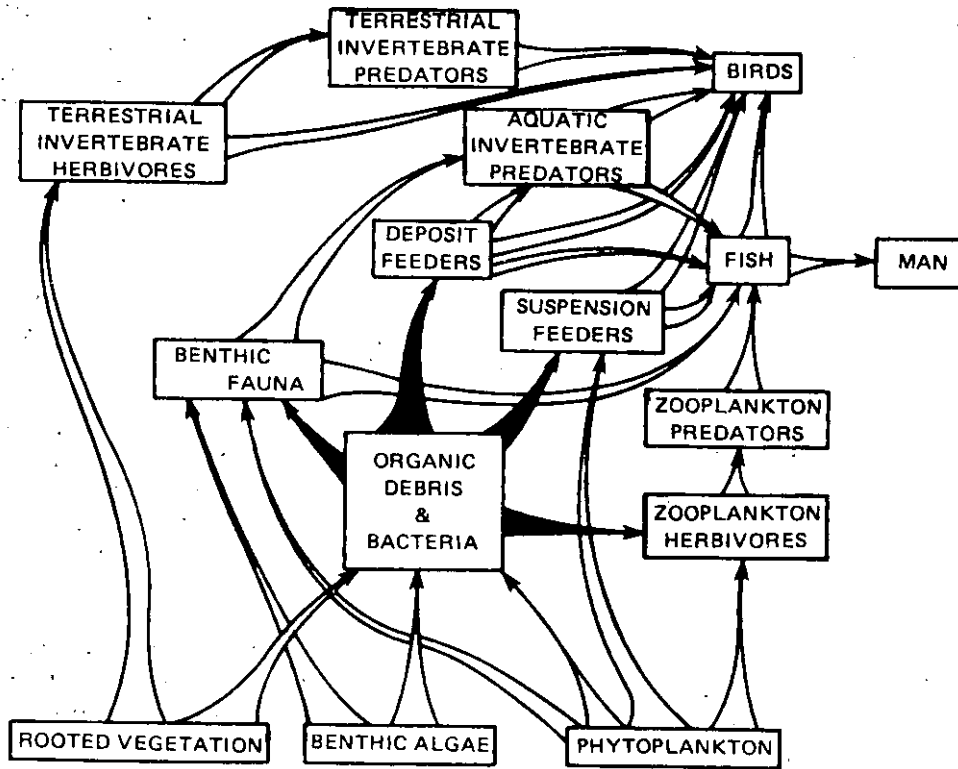 TERRESTRIAL
INVERTEBRATE
PREDATORS
BIRDS
TERRESTRIAL
INVERTEBRATE
HERBIVORES
AQUATIC
INVERTEBRATE
PREDATORS
DEPOSIT
FEEDERS
FISH
MAN
SUSPENSION
FEEDERS
BENTHIC
FAUNA
ZOOPLANKTON
PREDATORS
ORGANIC
DEBRIS
&
BACTERIA
ZOOPLANKTON
HERBIVORES
ROOTED VEGETATION
BENTHIC ALGAE
PHYTOPLANKTON